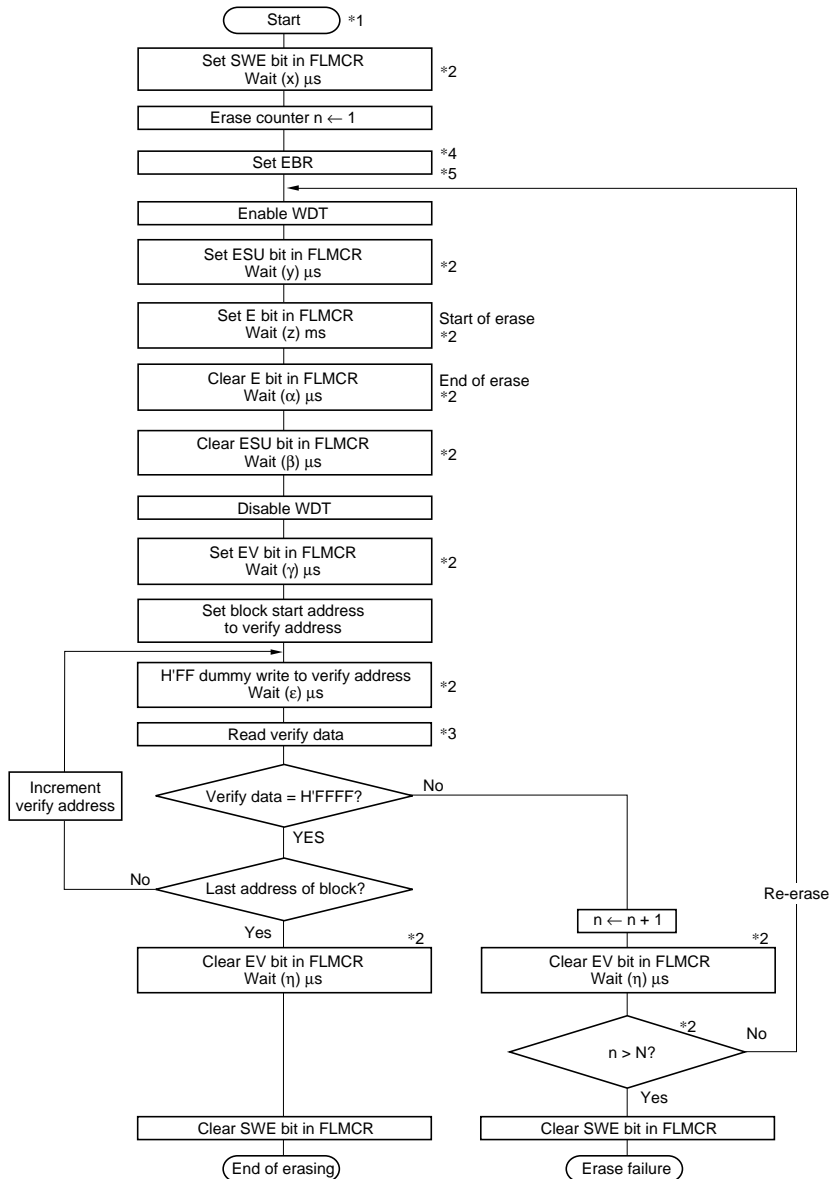 Start *1
Set SWE bit in FLMCR
Wait (x) μs
*2
Erase counter n ← 1
Set EBR
*4
*5
Enable WDT
Set ESU bit in FLMCR
Wait (y) μs
*2
Set E bit in FLMCR
Wait (z) ms
Start of erase
*2
Clear E bit in FLMCR
Wait (α) μs
End of erase
*2
Clear ESU bit in FLMCR
Wait (β) μs
*2
Disable WDT
Set EV bit in FLMCR
Wait (γ) μs
*2
Set block start address
to verify address
H'FF dummy write to verify address
Wait (ε) μs
*2
Read verify data
*3
Increment
verify address
Verify data = H'FFFF?
No
YES
Last address of block?
No
Yes
Re-erase
n ← n + 1
*2
Clear EV bit in FLMCR
Wait (η) μs
*2
Clear EV bit in FLMCR
Wait (η) μs
*2
n > N?
No
Yes
Clear SWE bit in FLMCR
Clear SWE bit in FLMCR
End of erasing
Erase failure